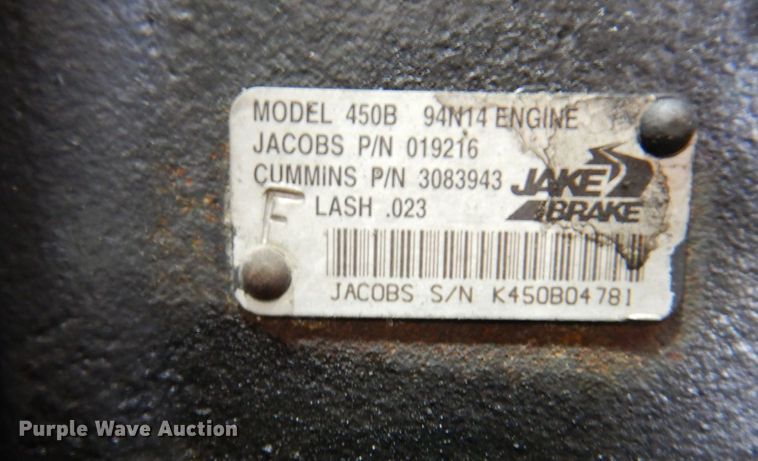 MODEL 450B 94N14 ENGINE
JACOBS P/N 019216
CUMMINS P/N 3083943
JAKE
BRAKE
F LASH .023
JACOBS S/N K450B04781
Purple Wave Auction